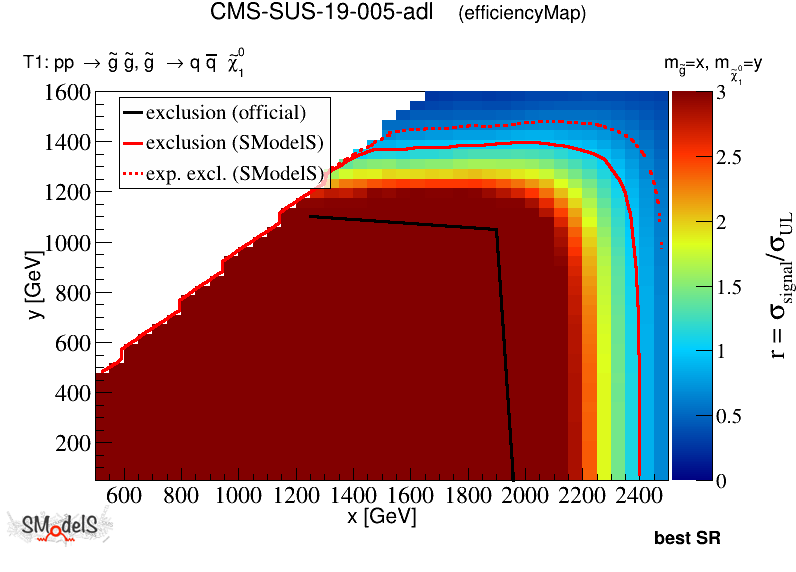 CMS-SUS-19-005-adl (efficiencyMap)
T1: pp → g̃ g̃, g̃ → q q̅ χ̃₁⁰
m_g̃=x, m_χ̃₁⁰=y
exclusion (official)
exclusion (SModelS)
exp. excl. (SModelS)
1600
1400
1200
1000
800
600
400
200
y [GeV]
600 800 1000 1200 1400 1600 1800 2000 2200 2400
x [GeV]
3
2.5
2
1.5
1
0.5
0
r = σ_signal/σ_UL
SModelS
best SR